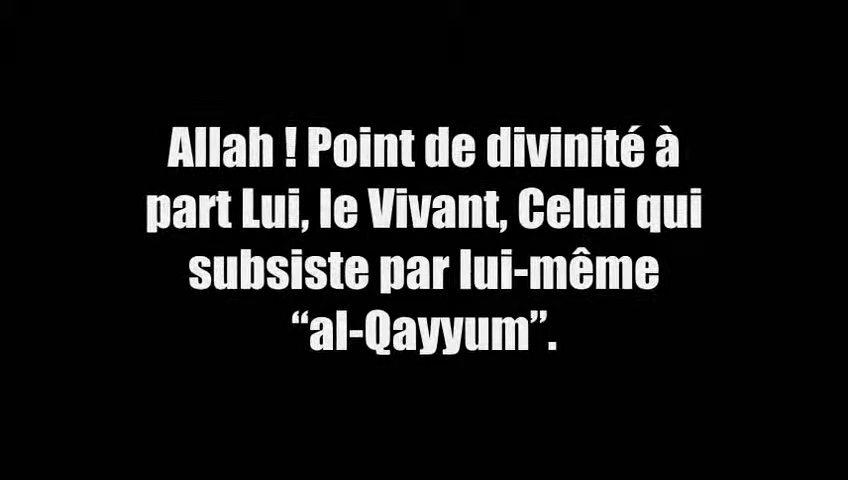 Allah ! Point de divinité à
part Lui, le Vivant, Celui qui
subsiste par lui-même
“al-Qayyum”.